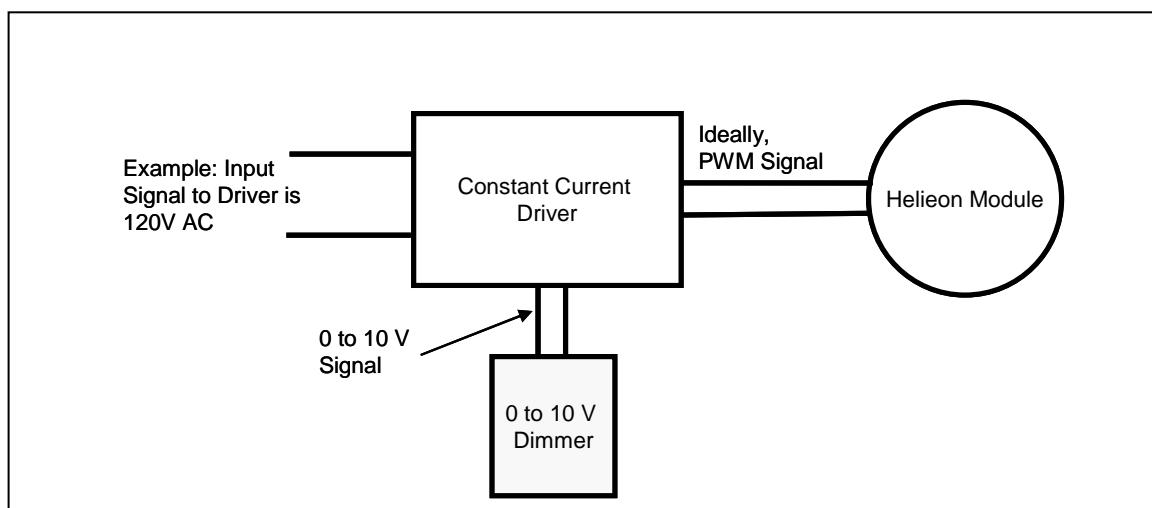 Example: Input
Signal to Driver is
120V AC
Constant Current
Driver
Ideally,
PWM Signal
Helieon Module
0 to 10 V
Signal
0 to 10 V
Dimmer